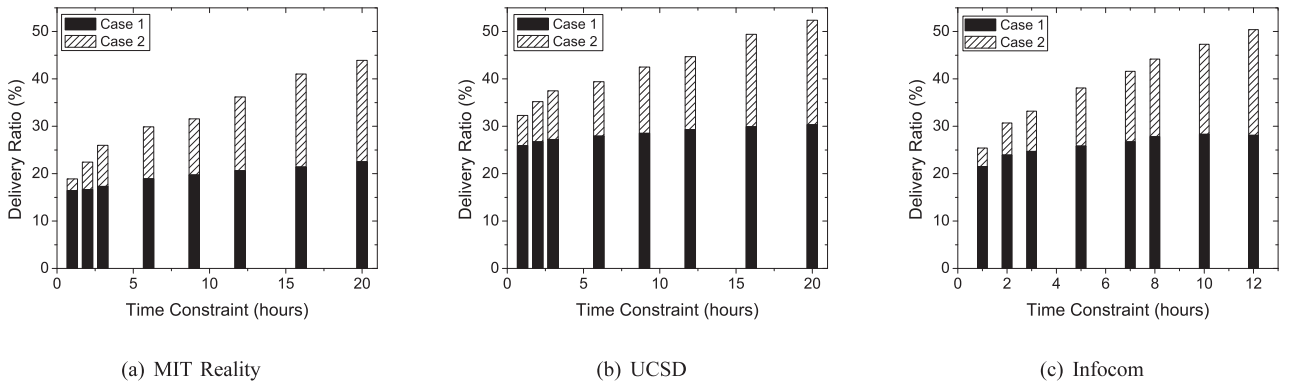 Case 1
Case 2
50
40
30
20
10
0
Delivery Ratio (%)
0 5 10 15 20
Time Constraint (hours)
(a) MIT Reality
Case 1
Case 2
50
40
30
20
10
0
Delivery Ratio (%)
0 5 10 15 20
Time Constraint (hours)
(b) UCSD
Case 1
Case 2
50
40
30
20
10
0
Delivery Ratio (%)
0 2 4 6 8 10 12
Time Constraint (hours)
(c) Infocom